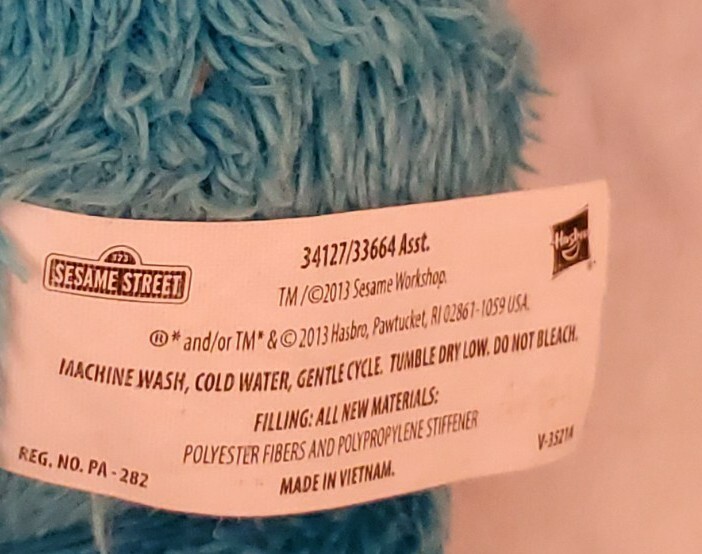 123
SESAME STREET
34127/33664 Asst.
Hasbro
®
TM/©2013 Sesame Workshop.
®* and/or TM* & © 2013 Hasbro, Pawtucket, RI 02861-1059 USA.
MACHINE WASH, COLD WATER, GENTLE CYCLE. TUMBLE DRY LOW. DO NOT BLEACH.
FILLING: ALL NEW MATERIALS:
POLYESTER FIBERS AND POLYPROPYLENE STIFFENER
REG. NO. PA - 282
MADE IN VIETNAM.